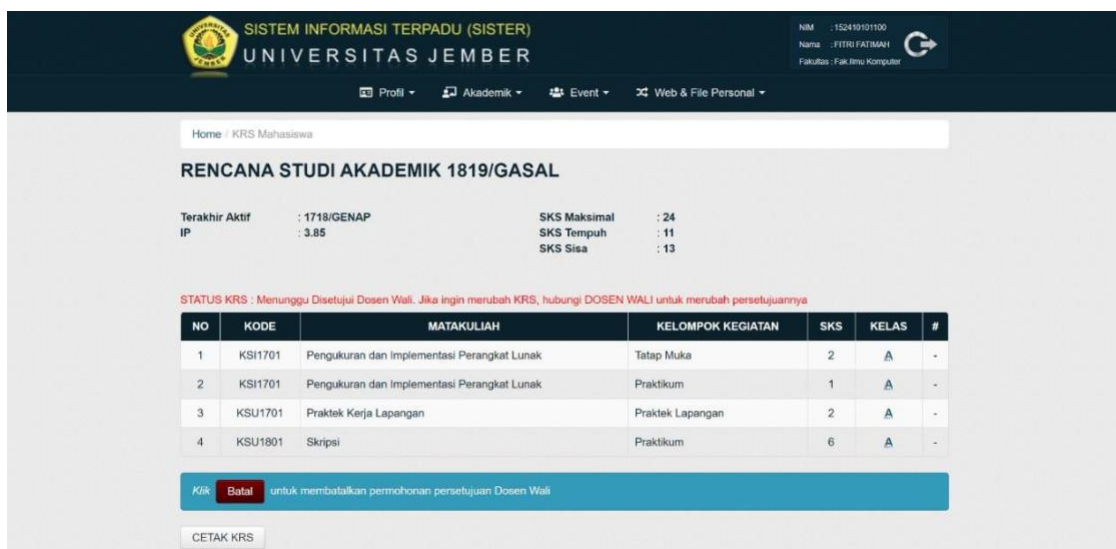 SISTEM INFORMASI TERPADU (SISTER)
UNIVERSITAS JEMBER
NIM : 152410101100
Nama : FITRI FATIMAH
Fakultas : Fak.Ilmu Komputer
Profil Akademik Event Web & File Personal
Home / KRS Mahasiswa
RENCANA STUDI AKADEMIK 1819/GASAL
Terakhir Aktif : 1718/GENAP SKS Maksimal : 24
IP : 3.85 SKS Tempuh : 11
SKS Sisa : 13
STATUS KRS : Menunggu Disetujui Dosen Wali. Jika ingin merubah KRS, hubungi DOSEN WALI untuk merubah persetujuannya
NO KODE MATAKULIAH KELOMPOK KEGIATAN SKS KELAS #
1 KSI1701 Pengukuran dan Implementasi Perangkat Lunak Tatap Muka 2 A -
2 KSI1701 Pengukuran dan Implementasi Perangkat Lunak Praktikum 1 A -
3 KSU1701 Praktek Kerja Lapangan Praktek Lapangan 2 A -
4 KSU1801 Skripsi Praktikum 6 A -
Klik Batal untuk membatalkan permohonan persetujuan Dosen Wali
CETAK KRS